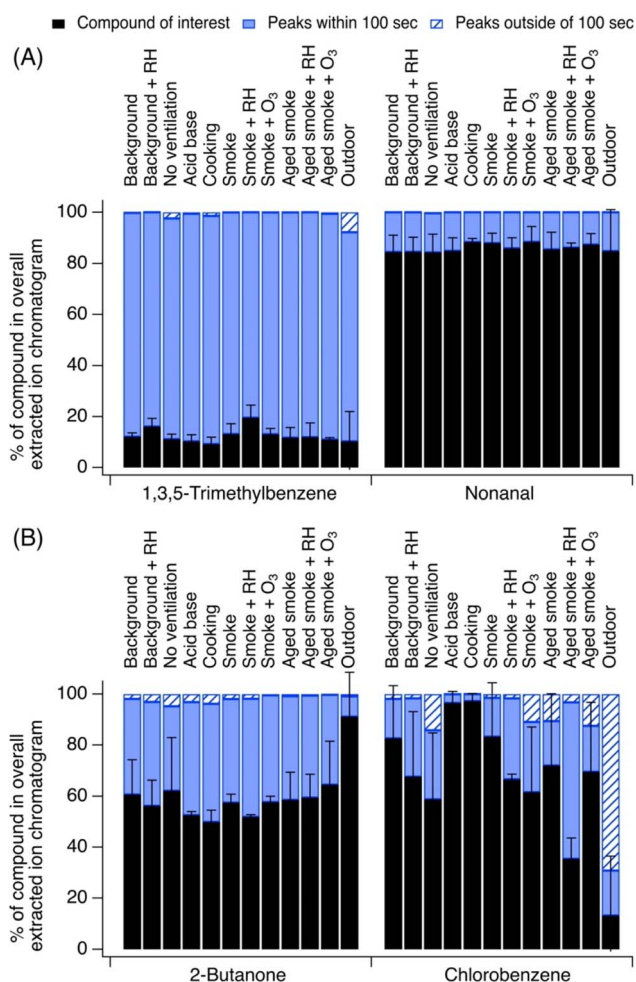 Compound of interest Peaks within 100 sec Peaks outside of 100 sec
(A)
Background
Background + RH
No ventilation
Acid base
Cooking
Smoke
Smoke + RH
Smoke + O3
Aged smoke
Aged smoke + RH
Aged smoke + O3
Outdoor
Background
Background + RH
No ventilation
Acid base
Cooking
Smoke
Smoke + RH
Smoke + O3
Aged smoke
Aged smoke + RH
Aged smoke + O3
Outdoor
% of compound in overall
extracted ion chromatogram
100
80
60
40
20
0
1,3,5-Trimethylbenzene Nonanal
(B)
Background
Background + RH
No ventilation
Acid base
Cooking
Smoke
Smoke + RH
Smoke + O3
Aged smoke
Aged smoke + RH
Aged smoke + O3
Outdoor
Background
Background + RH
No ventilation
Acid base
Cooking
Smoke
Smoke + RH
Smoke + O3
Aged smoke
Aged smoke + RH
Aged smoke + O3
Outdoor
% of compound in overall
extracted ion chromatogram
100
80
60
40
20
0
2-Butanone Chlorobenzene